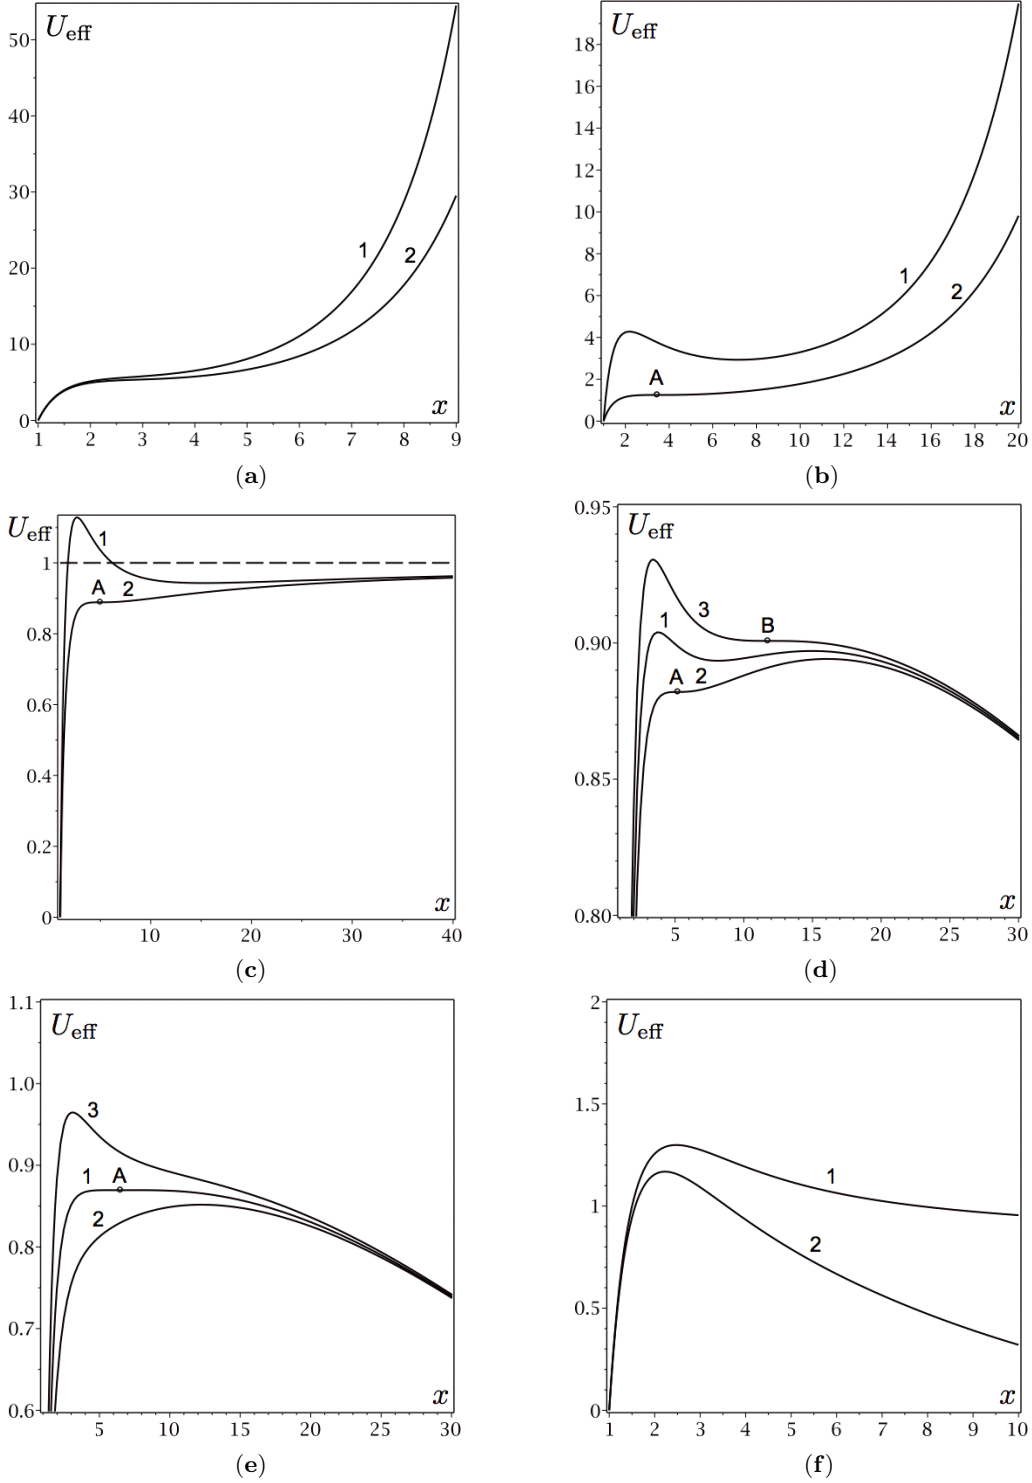 U_eff
50
40
30
20
10
0
1 2 3 4 5 6 7 8 9
1
2
x
(a)
U_eff
18
16
14
12
10
8
6
4
2
0
2 4 6 8 10 12 14 16 18 20
1
2
A
x
(b)
U_eff
1
0.8
0.6
0.4
0.2
0
10 20 30 40
1
A 2
x
(c)
0.95
U_eff
0.90
0.85
0.80
5 10 15 20 25 30
3
1
B
A 2
x
(d)
1.1
U_eff
1.0
0.9
0.8
0.7
0.6
5 10 15 20 25 30
3
1 A
2
x
(e)
2
U_eff
1.5
1
0.5
0
1 2 3 4 5 6 7 8 9 10
1
2
x
(f)